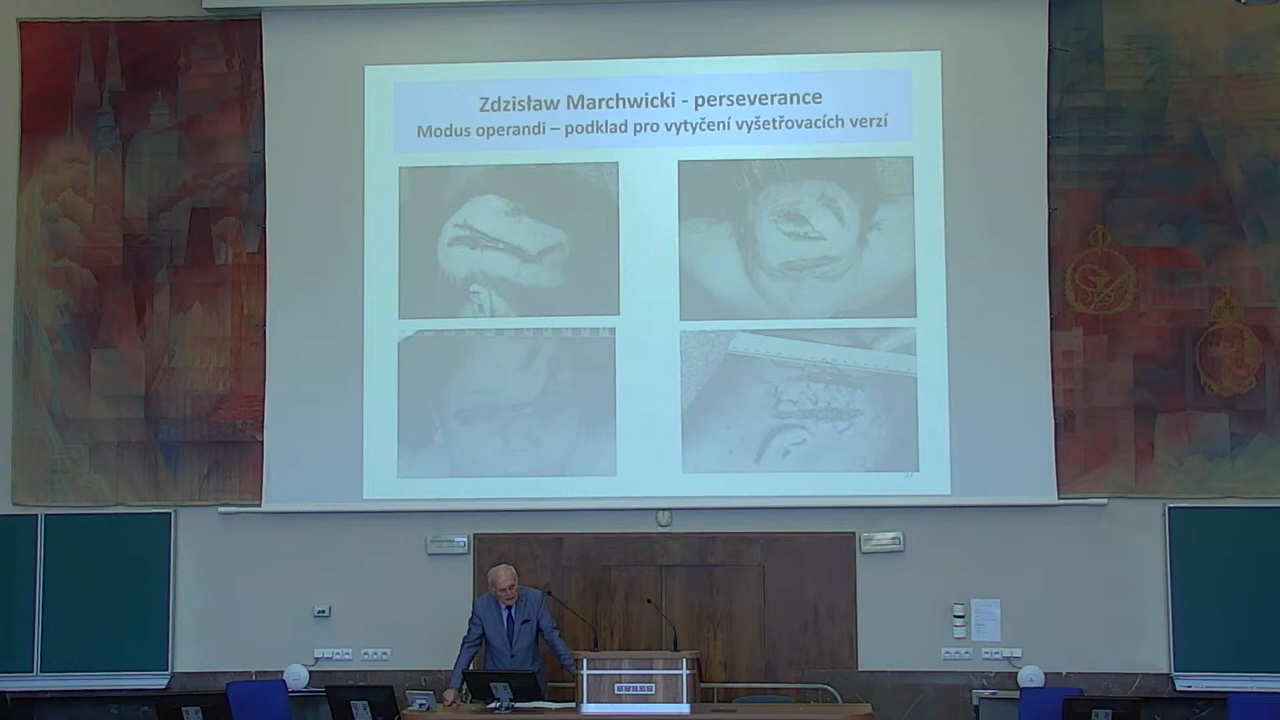 Zdzisław Marchwicki - perseverance
Modus operandi – podklad pro vytyčení vyšetřovacích verzí